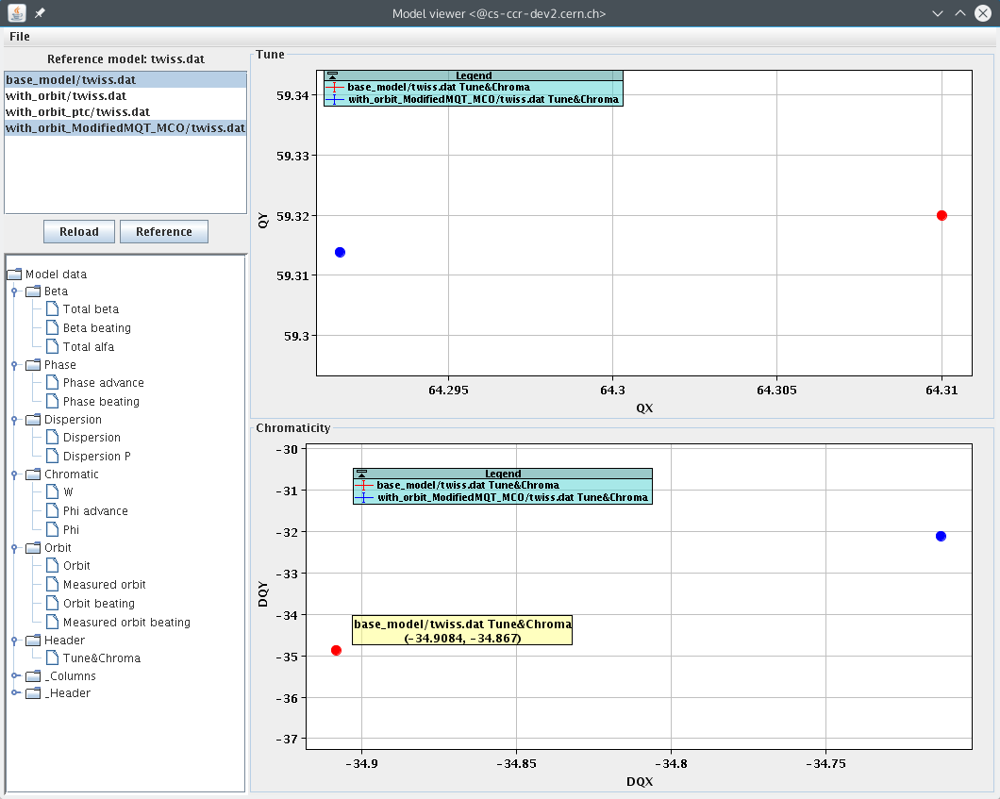 Model viewer <@cs-ccr-dev2.cern.ch>
File
Reference model: twiss.dat
base_model/twiss.dat
with_orbit/twiss.dat
with_orbit_ptc/twiss.dat
with_orbit_ModifiedMQT_MCO/twiss.dat
Reload Reference
Model data
Beta
Total beta
Beta beating
Total alfa
Phase
Phase advance
Phase beating
Dispersion
Dispersion
Dispersion P
Chromatic
W
Phi advance
Phi
Orbit
Orbit
Measured orbit
Orbit beating
Measured orbit beating
Header
Tune&Chroma
_Columns
_Header
Tune
Legend
base_model/twiss.dat Tune&Chroma
with_orbit_ModifiedMQT_MCO/twiss.dat Tune&Chroma
59.34
59.33
59.32
59.31
59.3
QY
64.295 64.3 64.305 64.31
QX
Chromaticity
Legend
base_model/twiss.dat Tune&Chroma
with_orbit_ModifiedMQT_MCO/twiss.dat Tune&Chroma
-30
-31
-32
-33
-34
-35
-36
-37
DQY
base_model/twiss.dat Tune&Chroma
(-34.9084, -34.867)
-34.9 -34.85 -34.8 -34.75
DQX